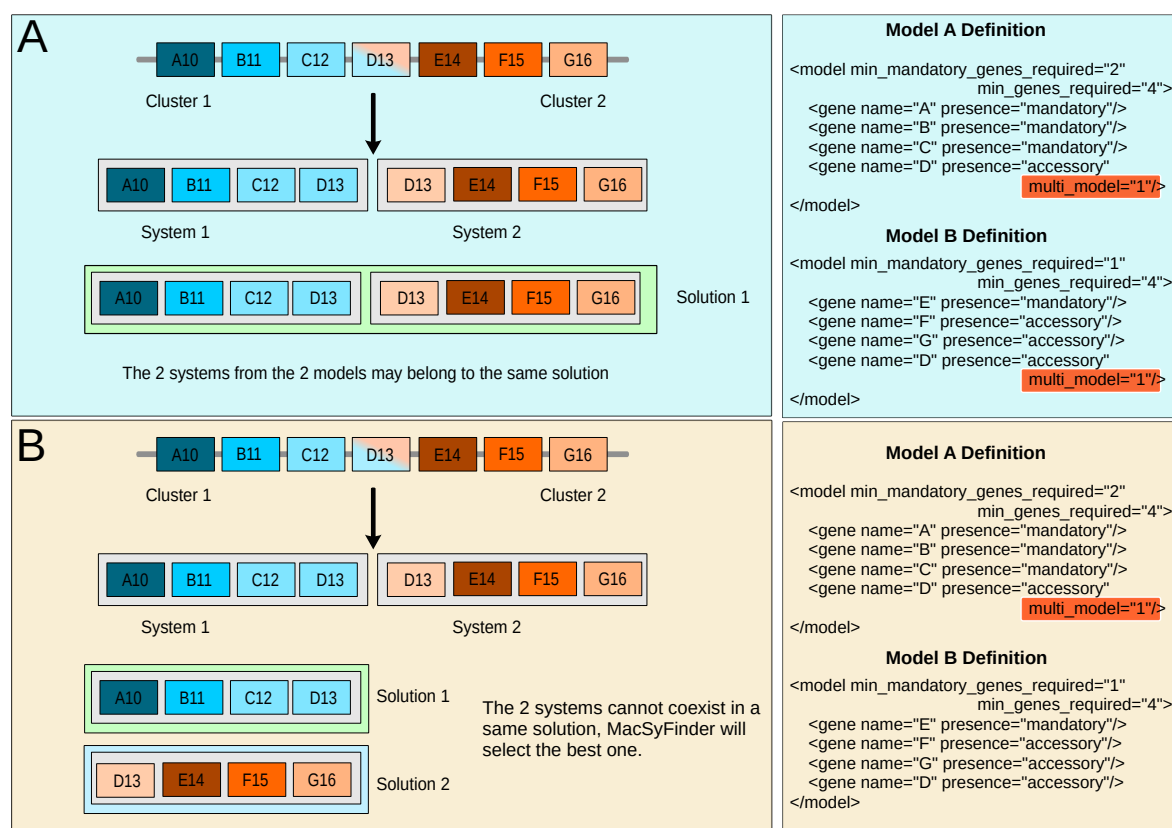 A
A10 B11 C12 D13 E14 F15 G16
Cluster 1 Cluster 2
A10 B11 C12 D13 D13 E14 F15 G16
System 1 System 2
A10 B11 C12 D13 D13 E14 F15 G16
Solution 1
The 2 systems from the 2 models may belong to the same solution
Model A Definition
<model min_mandatory_genes_required="2"
min_genes_required="4">
<gene name="A" presence="mandatory"/>
<gene name="B" presence="mandatory"/>
<gene name="C" presence="mandatory"/>
<gene name="D" presence="accessory"
multi_model="1"/>
</model>
Model B Definition
<model min_mandatory_genes_required="1"
min_genes_required="4">
<gene name="E" presence="mandatory"/>
<gene name="F" presence="accessory"/>
<gene name="G" presence="accessory"/>
<gene name="D" presence="accessory"
multi_model="1"/>
</model>
B
A10 B11 C12 D13 E14 F15 G16
Cluster 1 Cluster 2
A10 B11 C12 D13 D13 E14 F15 G16
System 1 System 2
A10 B11 C12 D13
Solution 1
D13 E14 F15 G16
Solution 2
The 2 systems cannot coexist in a
same solution, MacSyFinder will
select the best one.
Model A Definition
<model min_mandatory_genes_required="2"
min_genes_required="4">
<gene name="A" presence="mandatory"/>
<gene name="B" presence="mandatory"/>
<gene name="C" presence="mandatory"/>
<gene name="D" presence="accessory"
multi_model="1"/>
</model>
Model B Definition
<model min_mandatory_genes_required="1"
min_genes_required="4">
<gene name="E" presence="mandatory"/>
<gene name="F" presence="accessory"/>
<gene name="G" presence="accessory"/>
<gene name="D" presence="accessory"/>
</model>